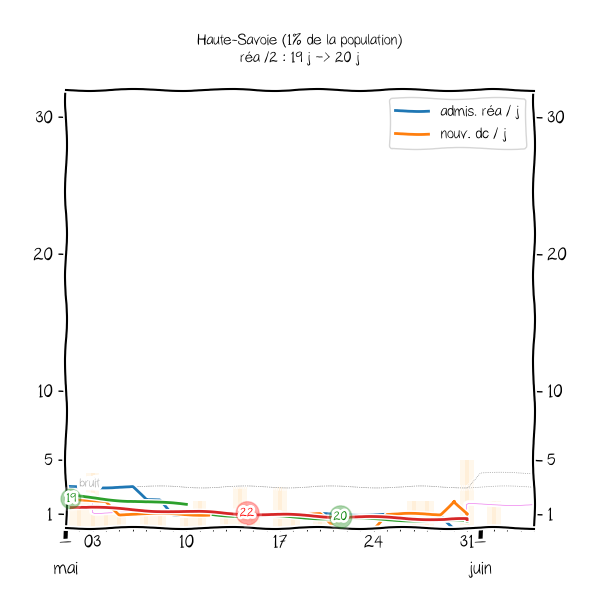 Haute-Savoie (1% de la population)
réa /2 : 19 j -> 20 j
admis. réa / j
nouv. dc / j
30
30
20
20
10
10
5
5
bruit
19
22
20
1
1
03
10
17
24
31
mai
juin